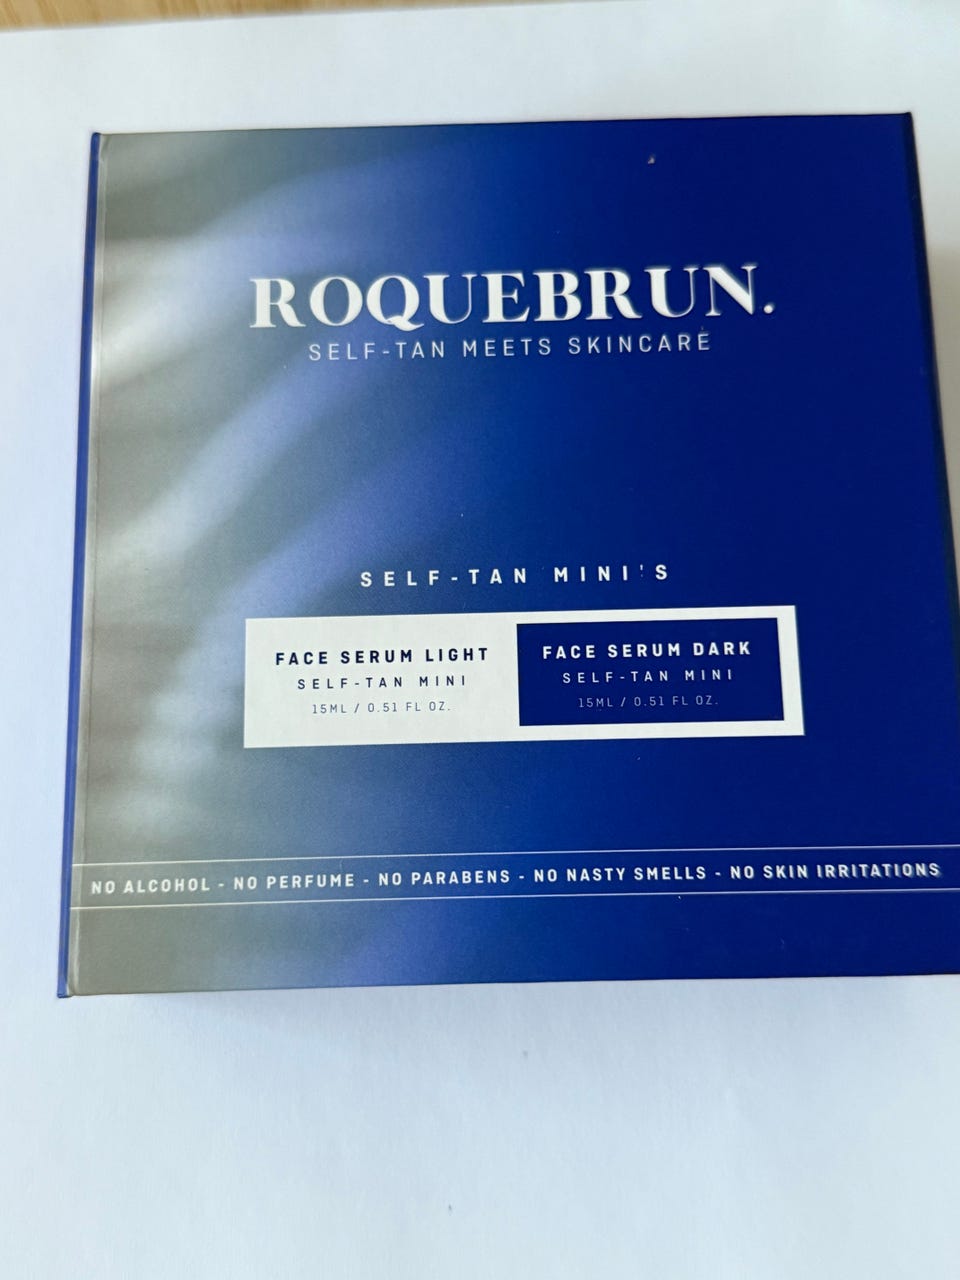 ROQUEBRUN.
SELF-TAN MEETS SKINCARE
SELF-TAN MINI'S
FACE SERUM LIGHT
SELF-TAN MINI
15ML / 0.51 FL OZ.
FACE SERUM DARK
SELF-TAN MINI
15ML / 0.51 FL OZ.
NO ALCOHOL - NO PERFUME - NO PARABENS - NO NASTY SMELLS - NO SKIN IRRITATIONS